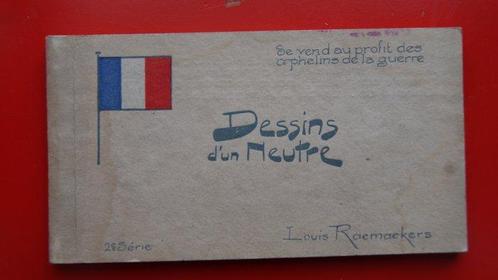 Se vend au profit des
orphelins de la guerre
Dessins
d'un Neutre
Louis Raemaekers
2e Série